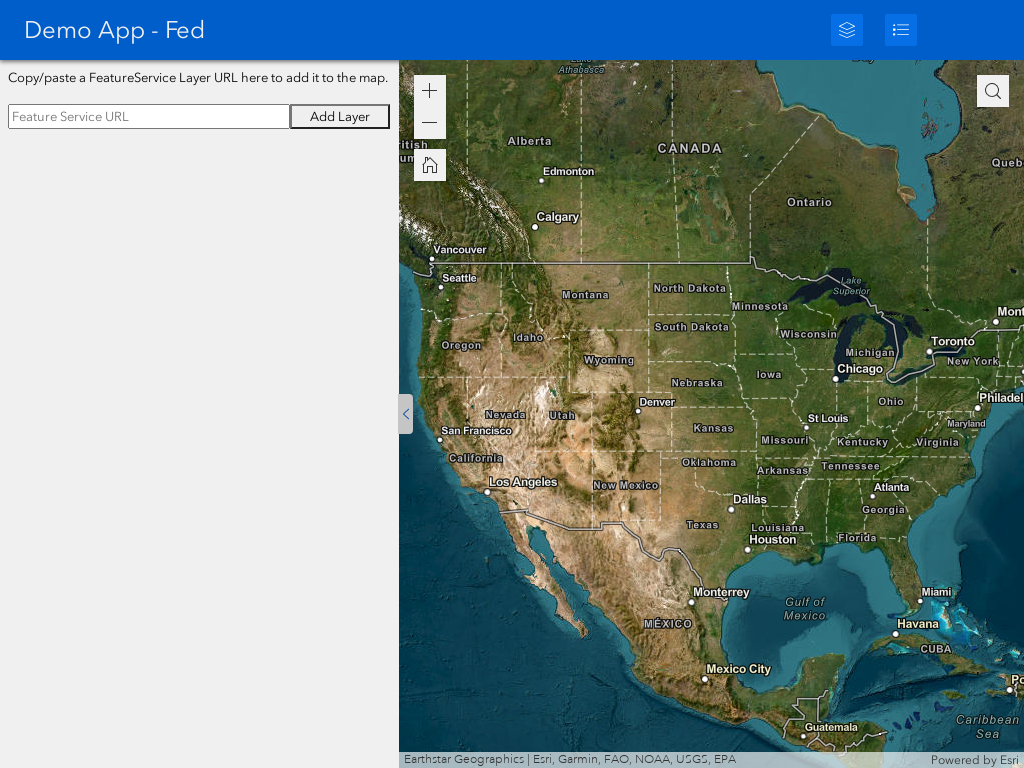 Demo App - Fed
Copy/paste a FeatureService Layer URL here to add it to the map.
Feature Service URL
Add Layer
Athabasca
Alberta
CANADA
Edmonton
Ontario
Calgary
Vancouver
Seattle
Lake
Superior
Montana
North Dakota
Minnesota
South Dakota
Wisconsin
Oregon
Idaho
Toronto
Michigan
New York
Wyoming
Chicago
Iowa
Nebraska
Ohio
Denver
Nevada
Utah
St Louis
Maryland
San Francisco
Kansas
Missouri
Kentucky
Virginia
California
Oklahoma
Arkansas
Tennessee
Los Angeles
New Mexico
Atlanta
Dallas
Georgia
Texas
Louisiana
Houston
Florida
Monterrey
Miami
Gulf of
Mexico
MÉXICO
Havana
CUBA
Mexico City
Guatemala
Caribbean
Sea
Earthstar Geographics | Esri, Garmin, FAO, NOAA, USGS, EPA
Powered by Esri